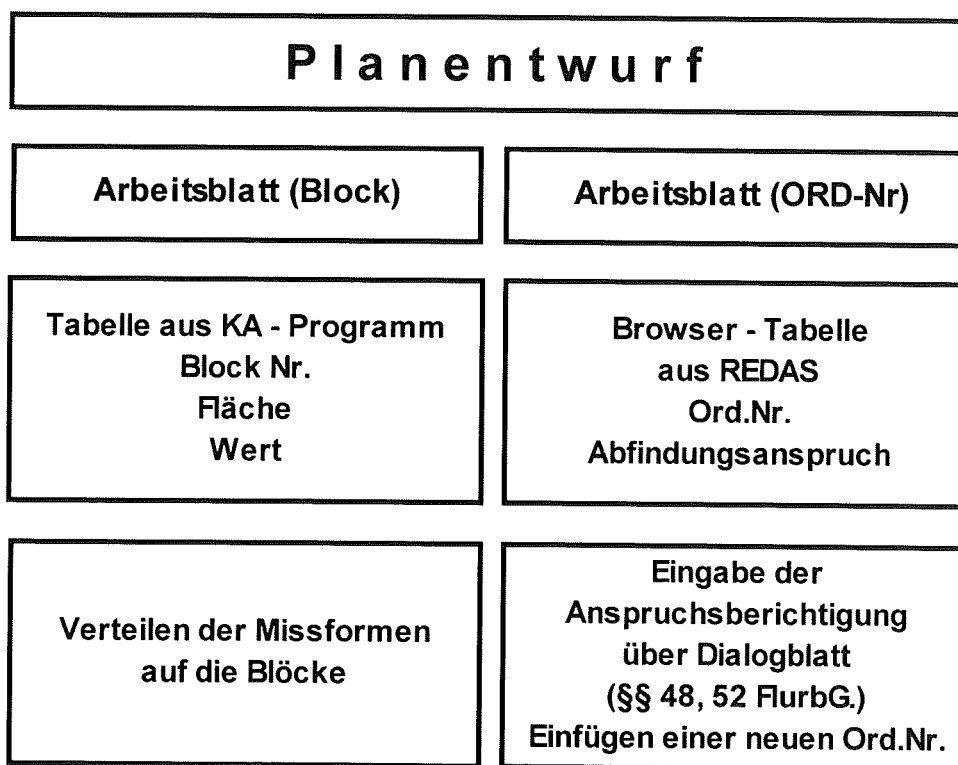 Planentwurf
Arbeitsblatt (Block)
Arbeitsblatt (ORD-Nr)
Tabelle aus KA - Programm
Block Nr.
Fläche
Wert
Browser - Tabelle
aus REDAS
Ord.Nr.
Abfindungsanspruch
Verteilen der Missformen
auf die Blöcke
Eingabe der
Anspruchsberichtigung
über Dialogblatt
(§§ 48, 52 FlurbG.)
Einfügen einer neuen Ord.Nr.